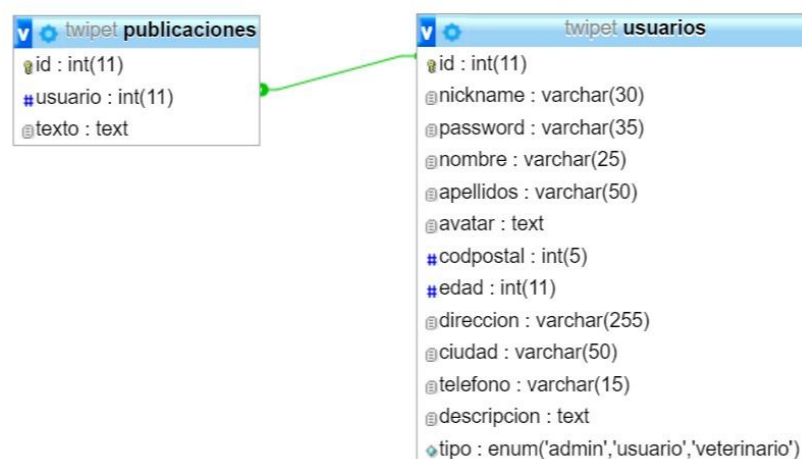 v twipet publicaciones
id : int(11)
# usuario : int(11)
texto : text
v twipet usuarios
id : int(11)
nickname : varchar(30)
password : varchar(35)
nombre : varchar(25)
apellidos : varchar(50)
avatar : text
# codpostal : int(5)
# edad : int(11)
direccion : varchar(255)
ciudad : varchar(50)
telefono : varchar(15)
descripcion : text
tipo : enum('admin','usuario','veterinario')